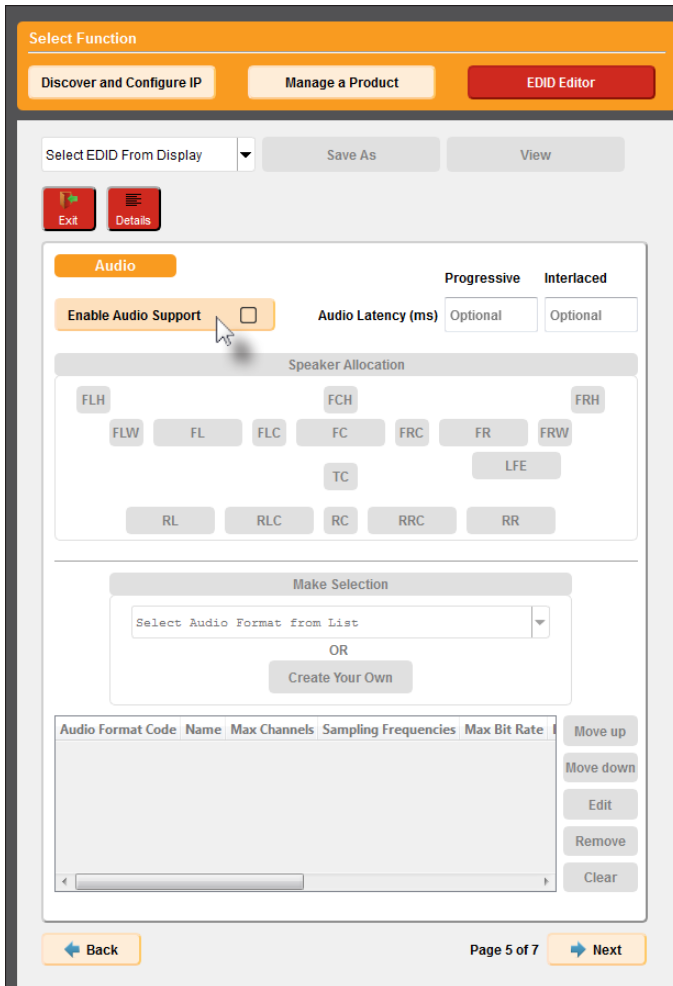 Select Function
Discover and Configure IP Manage a Product EDID Editor
Select EDID From Display Save As View
Exit Details
Audio
Progressive Interlaced
Enable Audio Support Audio Latency (ms) Optional Optional
Speaker Allocation
FLH FCH FRH
FLW FL FLC FC FRC FR FRW
TC LFE
RL RLC RC RRC RR
Make Selection
Select Audio Format from List
OR
Create Your Own
Audio Format Code Name Max Channels Sampling Frequencies Max Bit Rate Move up
Move down
Edit
Remove
Clear
Back Page 5 of 7 Next